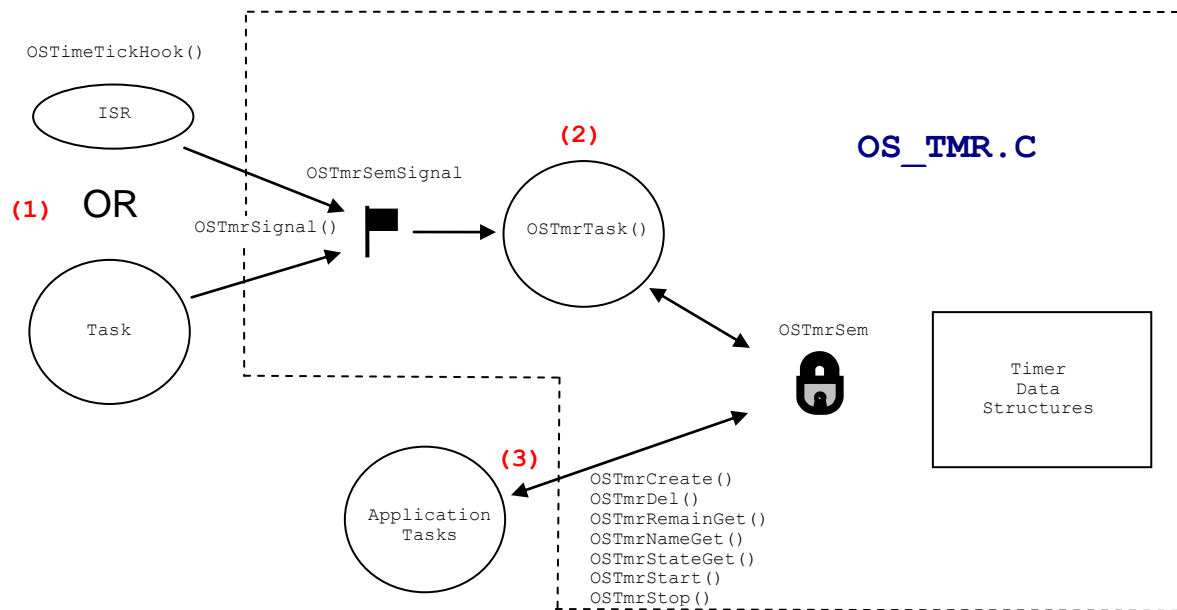 OSTimeTickHook()
ISR
(1)
OR
Task
OSTmrSemSignal
OSTmrSignal()
(2)
OSTmrTask()
OS_TMR.C
OSTmrSem
Timer
Data
Structures
(3)
Application
Tasks
OSTmrCreate()
OSTmrDel()
OSTmrRemainGet()
OSTmrNameGet()
OSTmrStateGet()
OSTmrStart()
OSTmrStop()